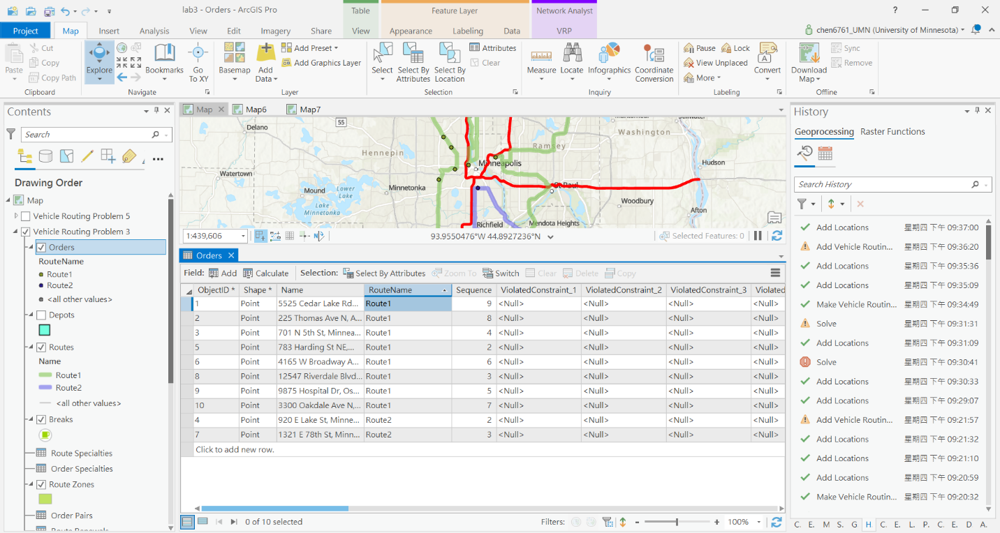 lab3 - Orders - ArcGIS Pro
Table
Feature Layer
Network Analyst
?
Project
Map
Insert
Analysis
View
Edit
Imagery
Share
View
Appearance
Labeling
Data
VRP
chen6761_UMN (University of Minnesota)
Paste
Cut
Copy
Copy Path
Clipboard
Explore
Bookmarks
Go To XY
Navigate
Basemap
Add Data
Add Preset
Add Graphics Layer
Layer
Select
Select By Attributes
Select By Location
Attributes
Clear
Selection
Measure
Locate
Infographics
Coordinate Conversion
Inquiry
Pause
Lock
View Unplaced
More
Convert
Labeling
Download Map
Sync
Remove
Offline
Contents
Search
Drawing Order
Map
Vehicle Routing Problem 5
Vehicle Routing Problem 3
Orders
RouteName
Route1
Route2
<all other values>
Depots
Routes
Name
Route1
Route2
<all other values>
Breaks
Route Specialties
Order Specialties
Route Zones
Order Pairs
Route Renewals
Map
Map6
Map7
Delano
55
Hennepin
Ramsey
Washington
Stillwater
Minneapolis
Hudson
Watertown
Mound
Lower Lake
Lake Minnetonka
Minnetonka
St Paul
Woodbury
Afton
Richfield
Mendota Heights
1:439,606
93.9550476°W 44.8927236°N
Selected Features: 0
Orders
Field: Add Calculate Selection: Select By Attributes Zoom To Switch Clear Delete Copy
ObjectID * Shape * Name RouteName Sequence ViolatedConstraint_1 ViolatedConstraint_2 ViolatedConstraint_3 Violated
1 Point 5525 Cedar Lake Rd... Route1 9 <Null> <Null> <Null> <Null>
2 Point 225 Thomas Ave N, A... Route1 8 <Null> <Null> <Null> <Null>
3 Point 701 N 5th St, Minnea... Route1 4 <Null> <Null> <Null> <Null>
5 Point 783 Harding St NE,... Route1 2 <Null> <Null> <Null> <Null>
6 Point 4165 W Broadway A... Route1 6 <Null> <Null> <Null> <Null>
8 Point 12547 Riverdale Blvd... Route1 3 <Null> <Null> <Null> <Null>
9 Point 9875 Hospital Dr, Os... Route1 5 <Null> <Null> <Null> <Null>
10 Point 3300 Oakdale Ave N,... Route1 7 <Null> <Null> <Null> <Null>
4 Point 920 E Lake St, Minne... Route2 2 <Null> <Null> <Null> <Null>
7 Point 1321 E 78th St, Minn... Route2 3 <Null> <Null> <Null> <Null>
Click to add new row.
0 of 10 selected
Filters:
- + 100%
History
Geoprocessing
Raster Functions
Search History
Add Locations 星期四 下午 09:37:00
Add Vehicle Routin... 星期四 下午 09:36:20
Add Locations 星期四 下午 09:35:36
Add Locations 星期四 下午 09:35:09
Make Vehicle Routin... 星期四 下午 09:34:49
Solve 星期四 下午 09:31:31
Add Locations 星期四 下午 09:31:09
Solve 星期四 下午 09:30:41
Add Locations 星期四 下午 09:30:33
Add Locations 星期四 下午 09:29:07
Add Vehicle Routin... 星期四 下午 09:21:57
Add Locations 星期四 下午 09:21:32
Add Locations 星期四 下午 09:21:10
Add Locations 星期四 下午 09:20:59
Make Vehicle Routin... 星期四 下午 09:20:32
C. E. M S. G H. C. E. L. P. C. E. D A.